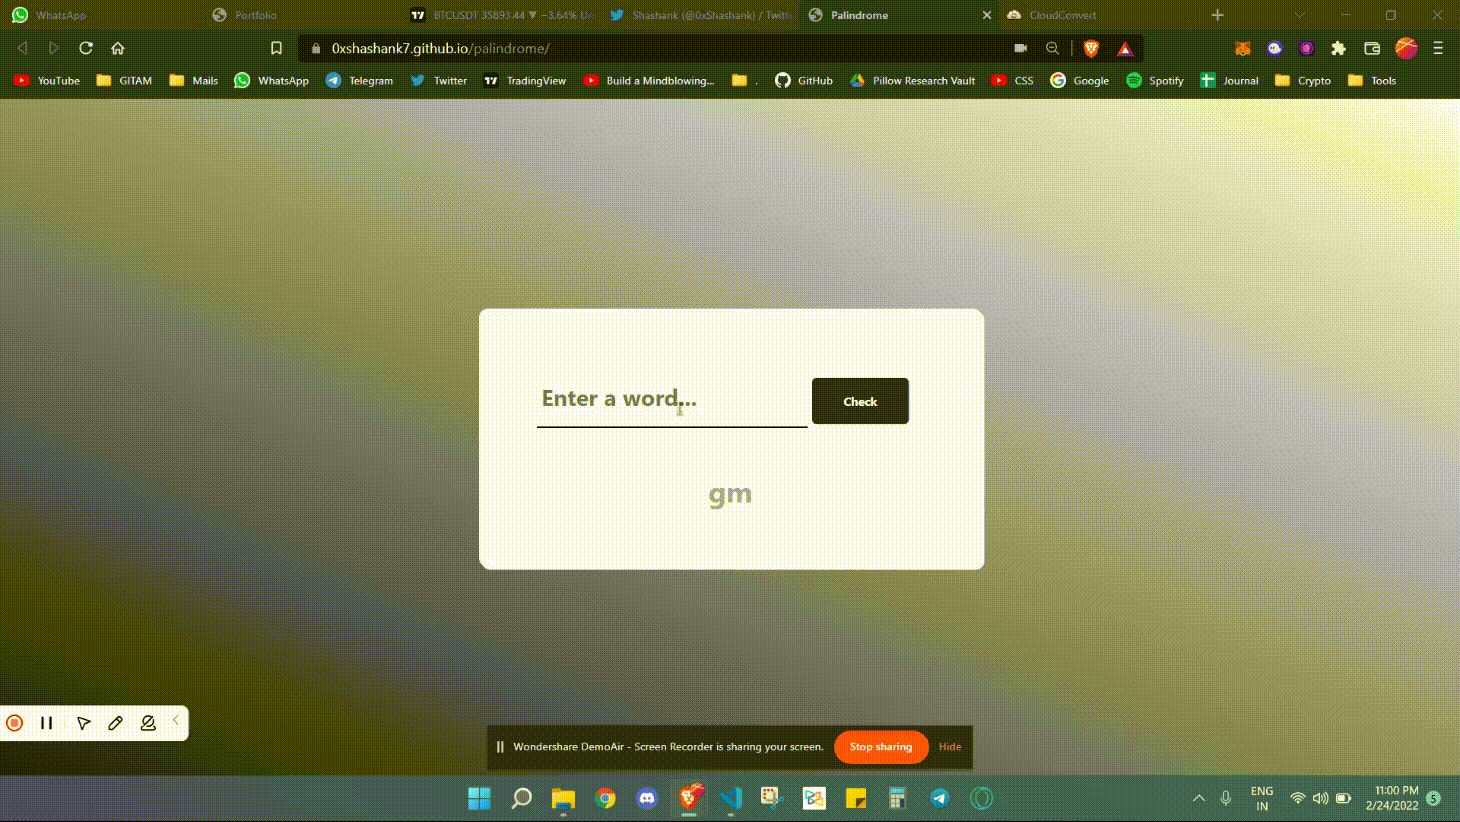 WhatsApp
Portfolio
BTCUSDT 35893.44 ▼ −3.64% Un
Shashank (@0xShashank) / Twitt
Palindrome
CloudConvert
0xshashank7.github.io/palindrome/
YouTube
GITAM
Mails
WhatsApp
Telegram
Twitter
TradingView
Build a Mindblowing...
.
GitHub
Pillow Research Vault
CSS
Google
Spotify
Journal
Crypto
Tools
Enter a word...
Check
gm
Wondershare DemoAir - Screen Recorder is sharing your screen.
Stop sharing
Hide
ENG
IN
11:00 PM
2/24/2022
5